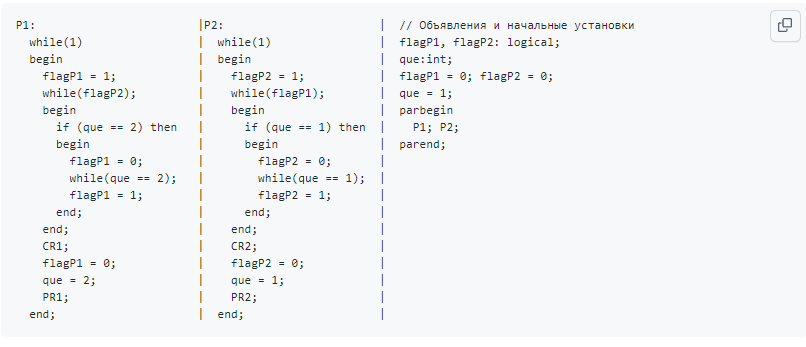 P1: |P2: | // Объявления и начальные установки
while(1) | while(1) | flagP1, flagP2: logical;
begin | begin | que:int;
flagP1 = 1; | flagP2 = 1; | flagP1 = 0; flagP2 = 0;
while(flagP2); | while(flagP1); | que = 1;
begin | begin | parbegin
if (que == 2) then | if (que == 1) then | P1; P2;
begin | begin | parend;
flagP1 = 0; | flagP2 = 0; |
while(que == 2); | while(que == 1); |
flagP1 = 1; | flagP2 = 1; |
end; | end; |
end; | end; |
CR1; | CR2; |
flagP1 = 0; | flagP2 = 0; |
que = 2; | que = 1; |
PR1; | PR2; |
end; | end; |